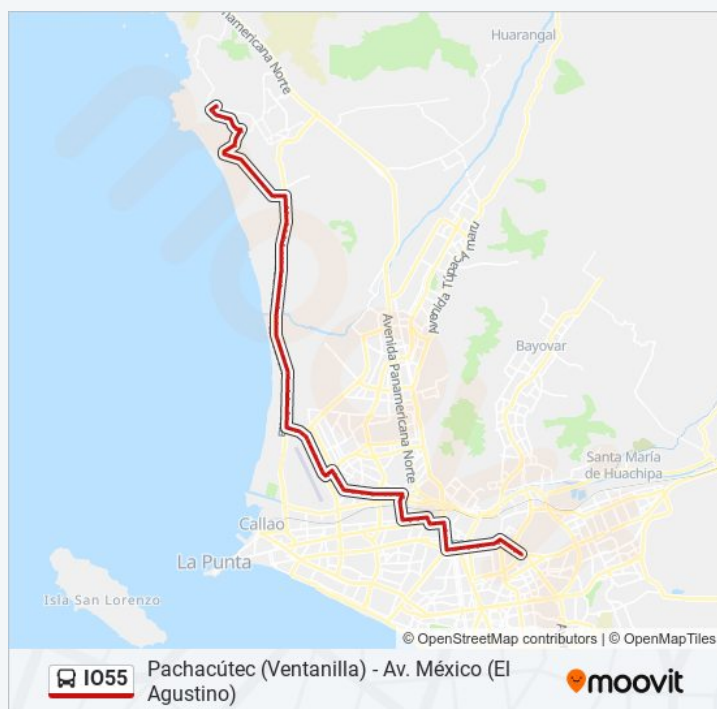 Panamericana Norte
Huarangal
Avenida Túpac Amaru
Avenida Panamericana Norte
Bayovar
Santa María
de Huachipa
Callao
La Punta
Isla San Lorenzo
© OpenStreetMap contributors | © OpenMapTiles
IO55
Pachacútec (Ventanilla) - Av. México (El
Agustino)
moovit